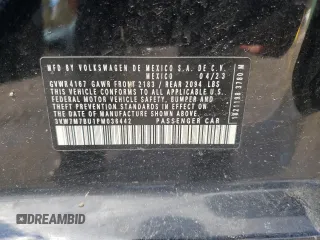 MFD BY VOLKSWAGEN DE MEXICO S.A. DE C.V.
MEXICO 04/23
GVWR 4167 GAWR FRONT 2183 / REAR 2094 LBS
THIS VEHICLE CONFORMS TO ALL APPLICABLE FEDERAL MOTOR
VEHICLE SAFETY, BUMPER AND THEFT PREVENTION STANDARDS
IN EFFECT ON THE DATE OF MANUFACTURE SHOWN ABOVE
3VW7M7BU1PM038442 PASSENGER CAR
DREAMBID